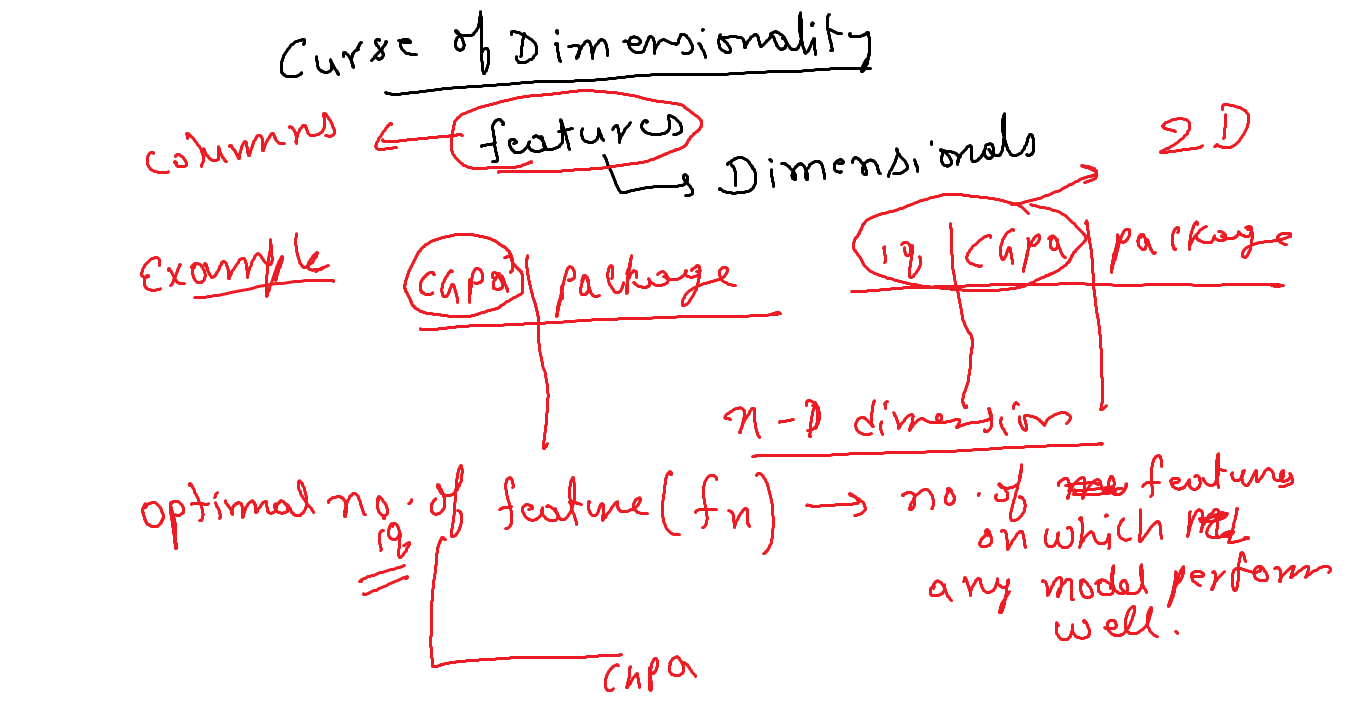 Curse of Dimensionality
columns ← features
→ Dimensionals
2D
Example
CGPA | package
iq | CGPA | package
n-D dimension
optimal no. of feature (fn) → no. of features
on which
any model perform
well.
iq
CGPA